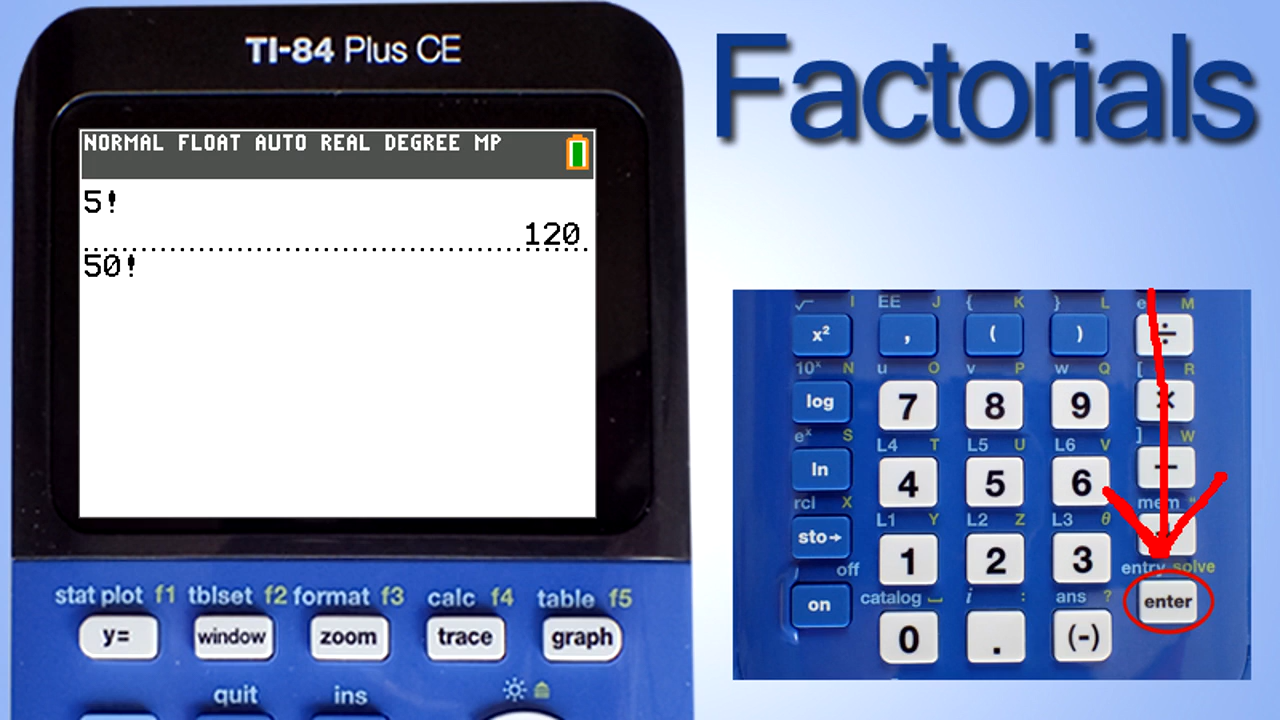 TI-84 Plus CE
Factorials
NORMAL FLOAT AUTO REAL DEGREE MP
5!
120
50!
stat plot f1 tblset f2 format f3 calc f4 table f5
y= window zoom trace graph
quit ins
√ I EE J { K } L e M
x² , ( ) ÷
10ˣ N u O v P w Q [ R
log 7 8 9 ×
eˣ S L4 T L5 U L6 V ] W
ln 4 5 6 −
rcl X L1 Y L2 Z L3 θ mem "
sto→ 1 2 3
off catalog i : ans ? entry solve
on 0 . (-) enter